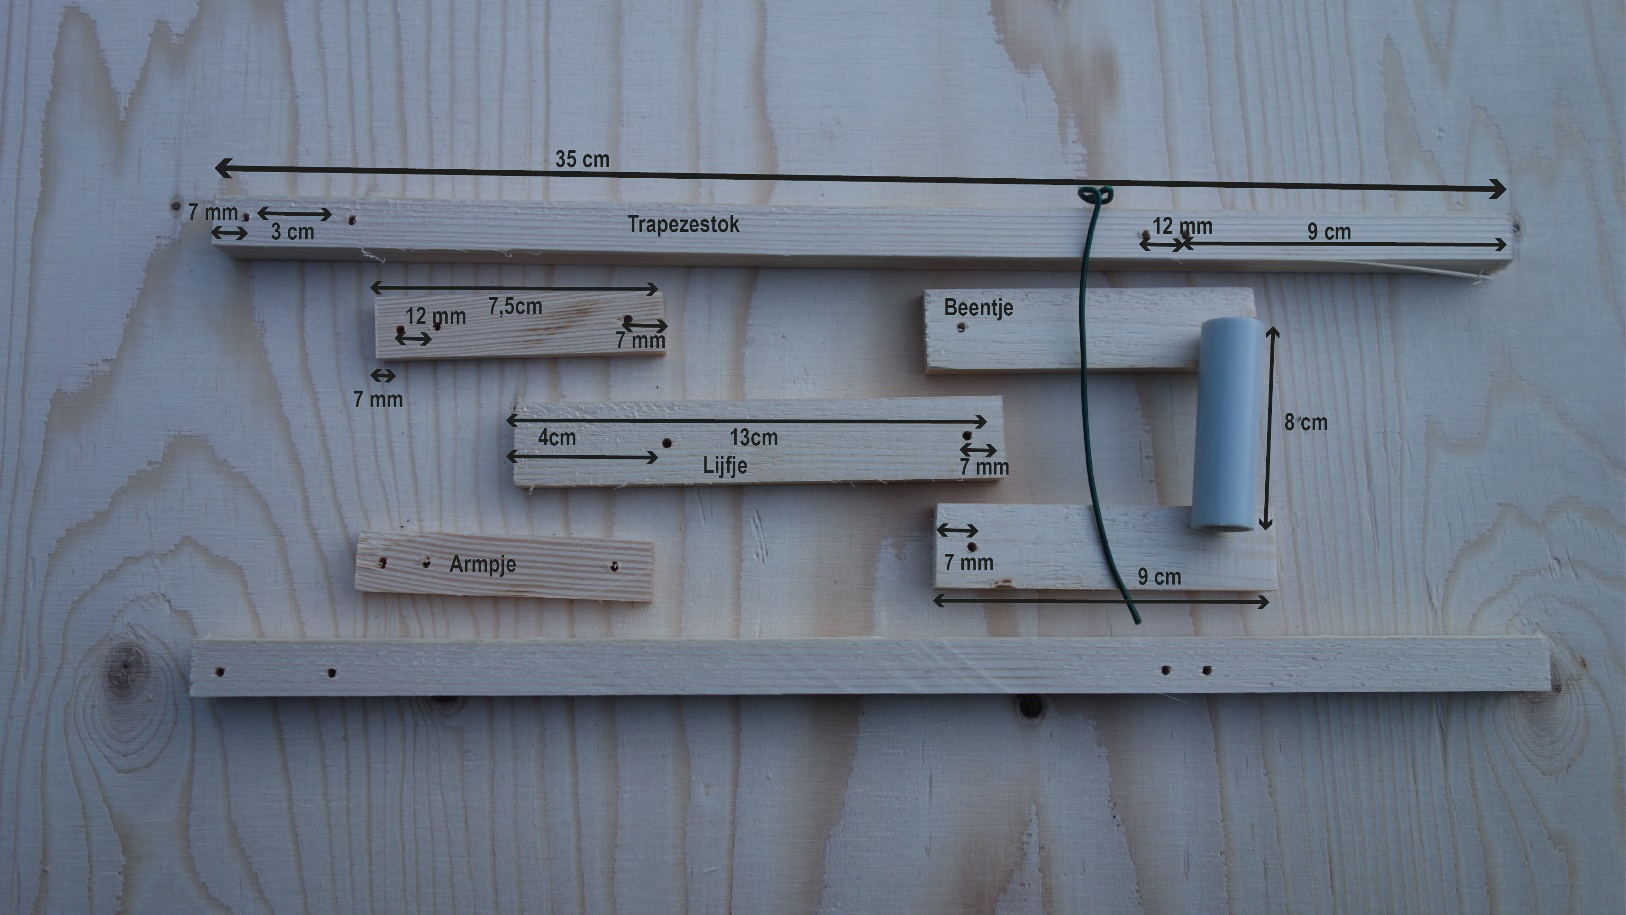 35 cm
7 mm
3 cm
Trapezestok
12 mm
9 cm
7,5cm
12 mm
7 mm
7 mm
Beentje
8 cm
4cm
13cm
Lijfje
7 mm
Armpje
7 mm
9 cm